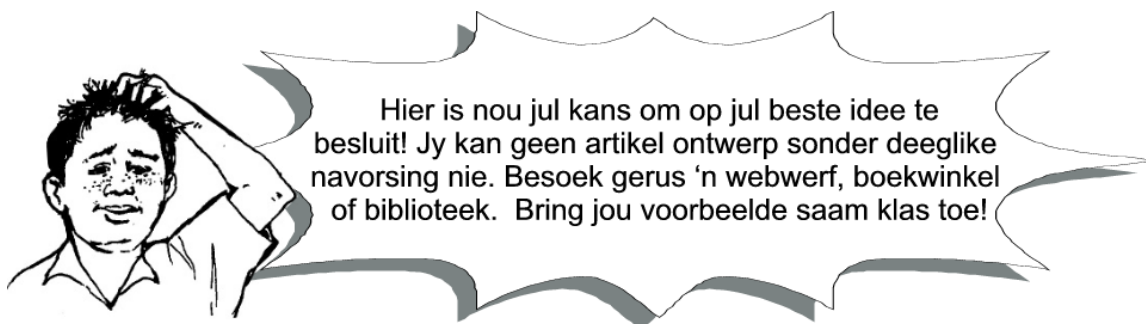 Hier is nou jul kans om op jul beste idee te
besluit! Jy kan geen artikel ontwerp sonder deeglike
navorsing nie. Besoek gerus ‘n webwerf, boekwinkel
of biblioteek. Bring jou voorbeelde saam klas toe!